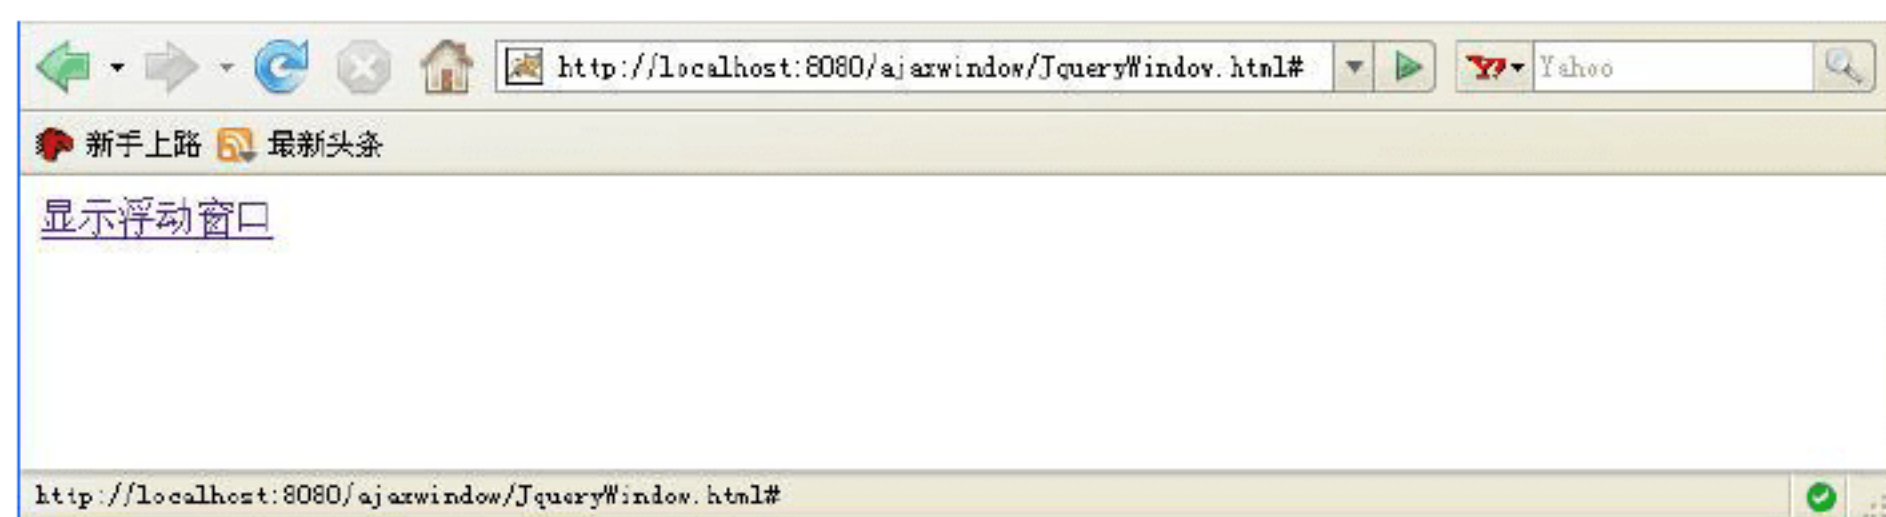 http://localhost:8080/ajaxwindow/JqueryWindow.html# Yahoo
新手上路 最新头条
显示浮动窗口
http://localhost:8080/ajaxwindow/JqueryWindow.html#